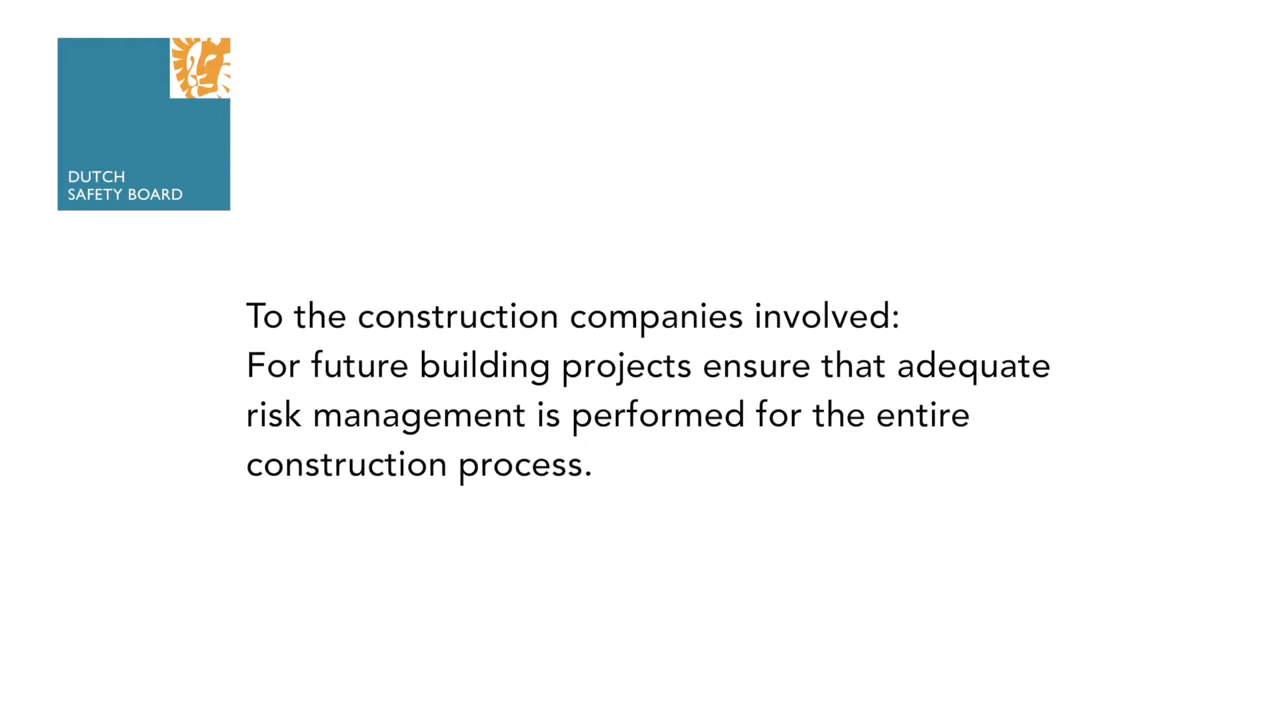 DUTCH
SAFETY BOARD
To the construction companies involved:
For future building projects ensure that adequate
risk management is performed for the entire
construction process.